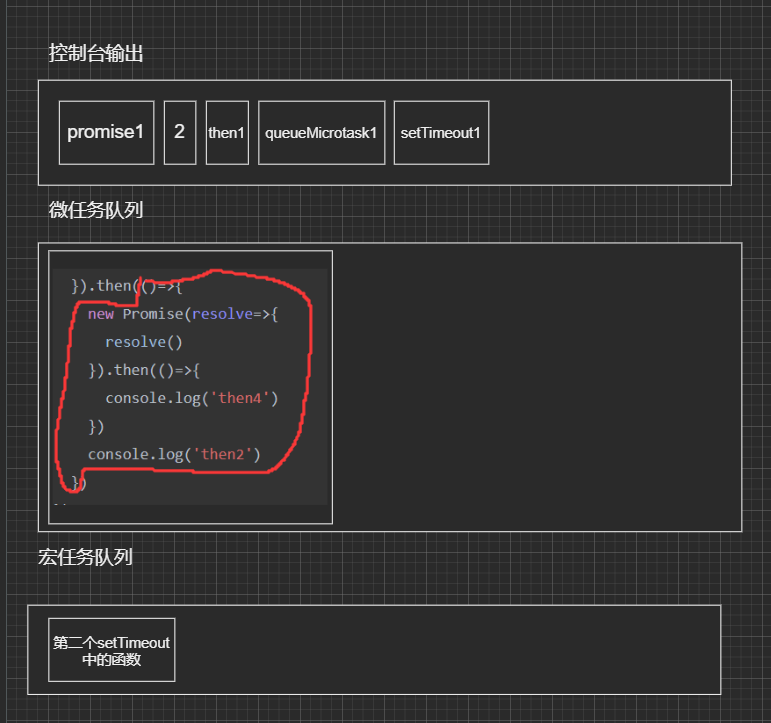 控制台输出
promise1 2 then1 queueMicrotask1 setTimeout1
微任务队列
}).then(()=>{
new Promise(resolve=>{
resolve()
}).then(()=>{
console.log('then4')
})
console.log('then2')
})
宏任务队列
第二个setTimeout
中的函数